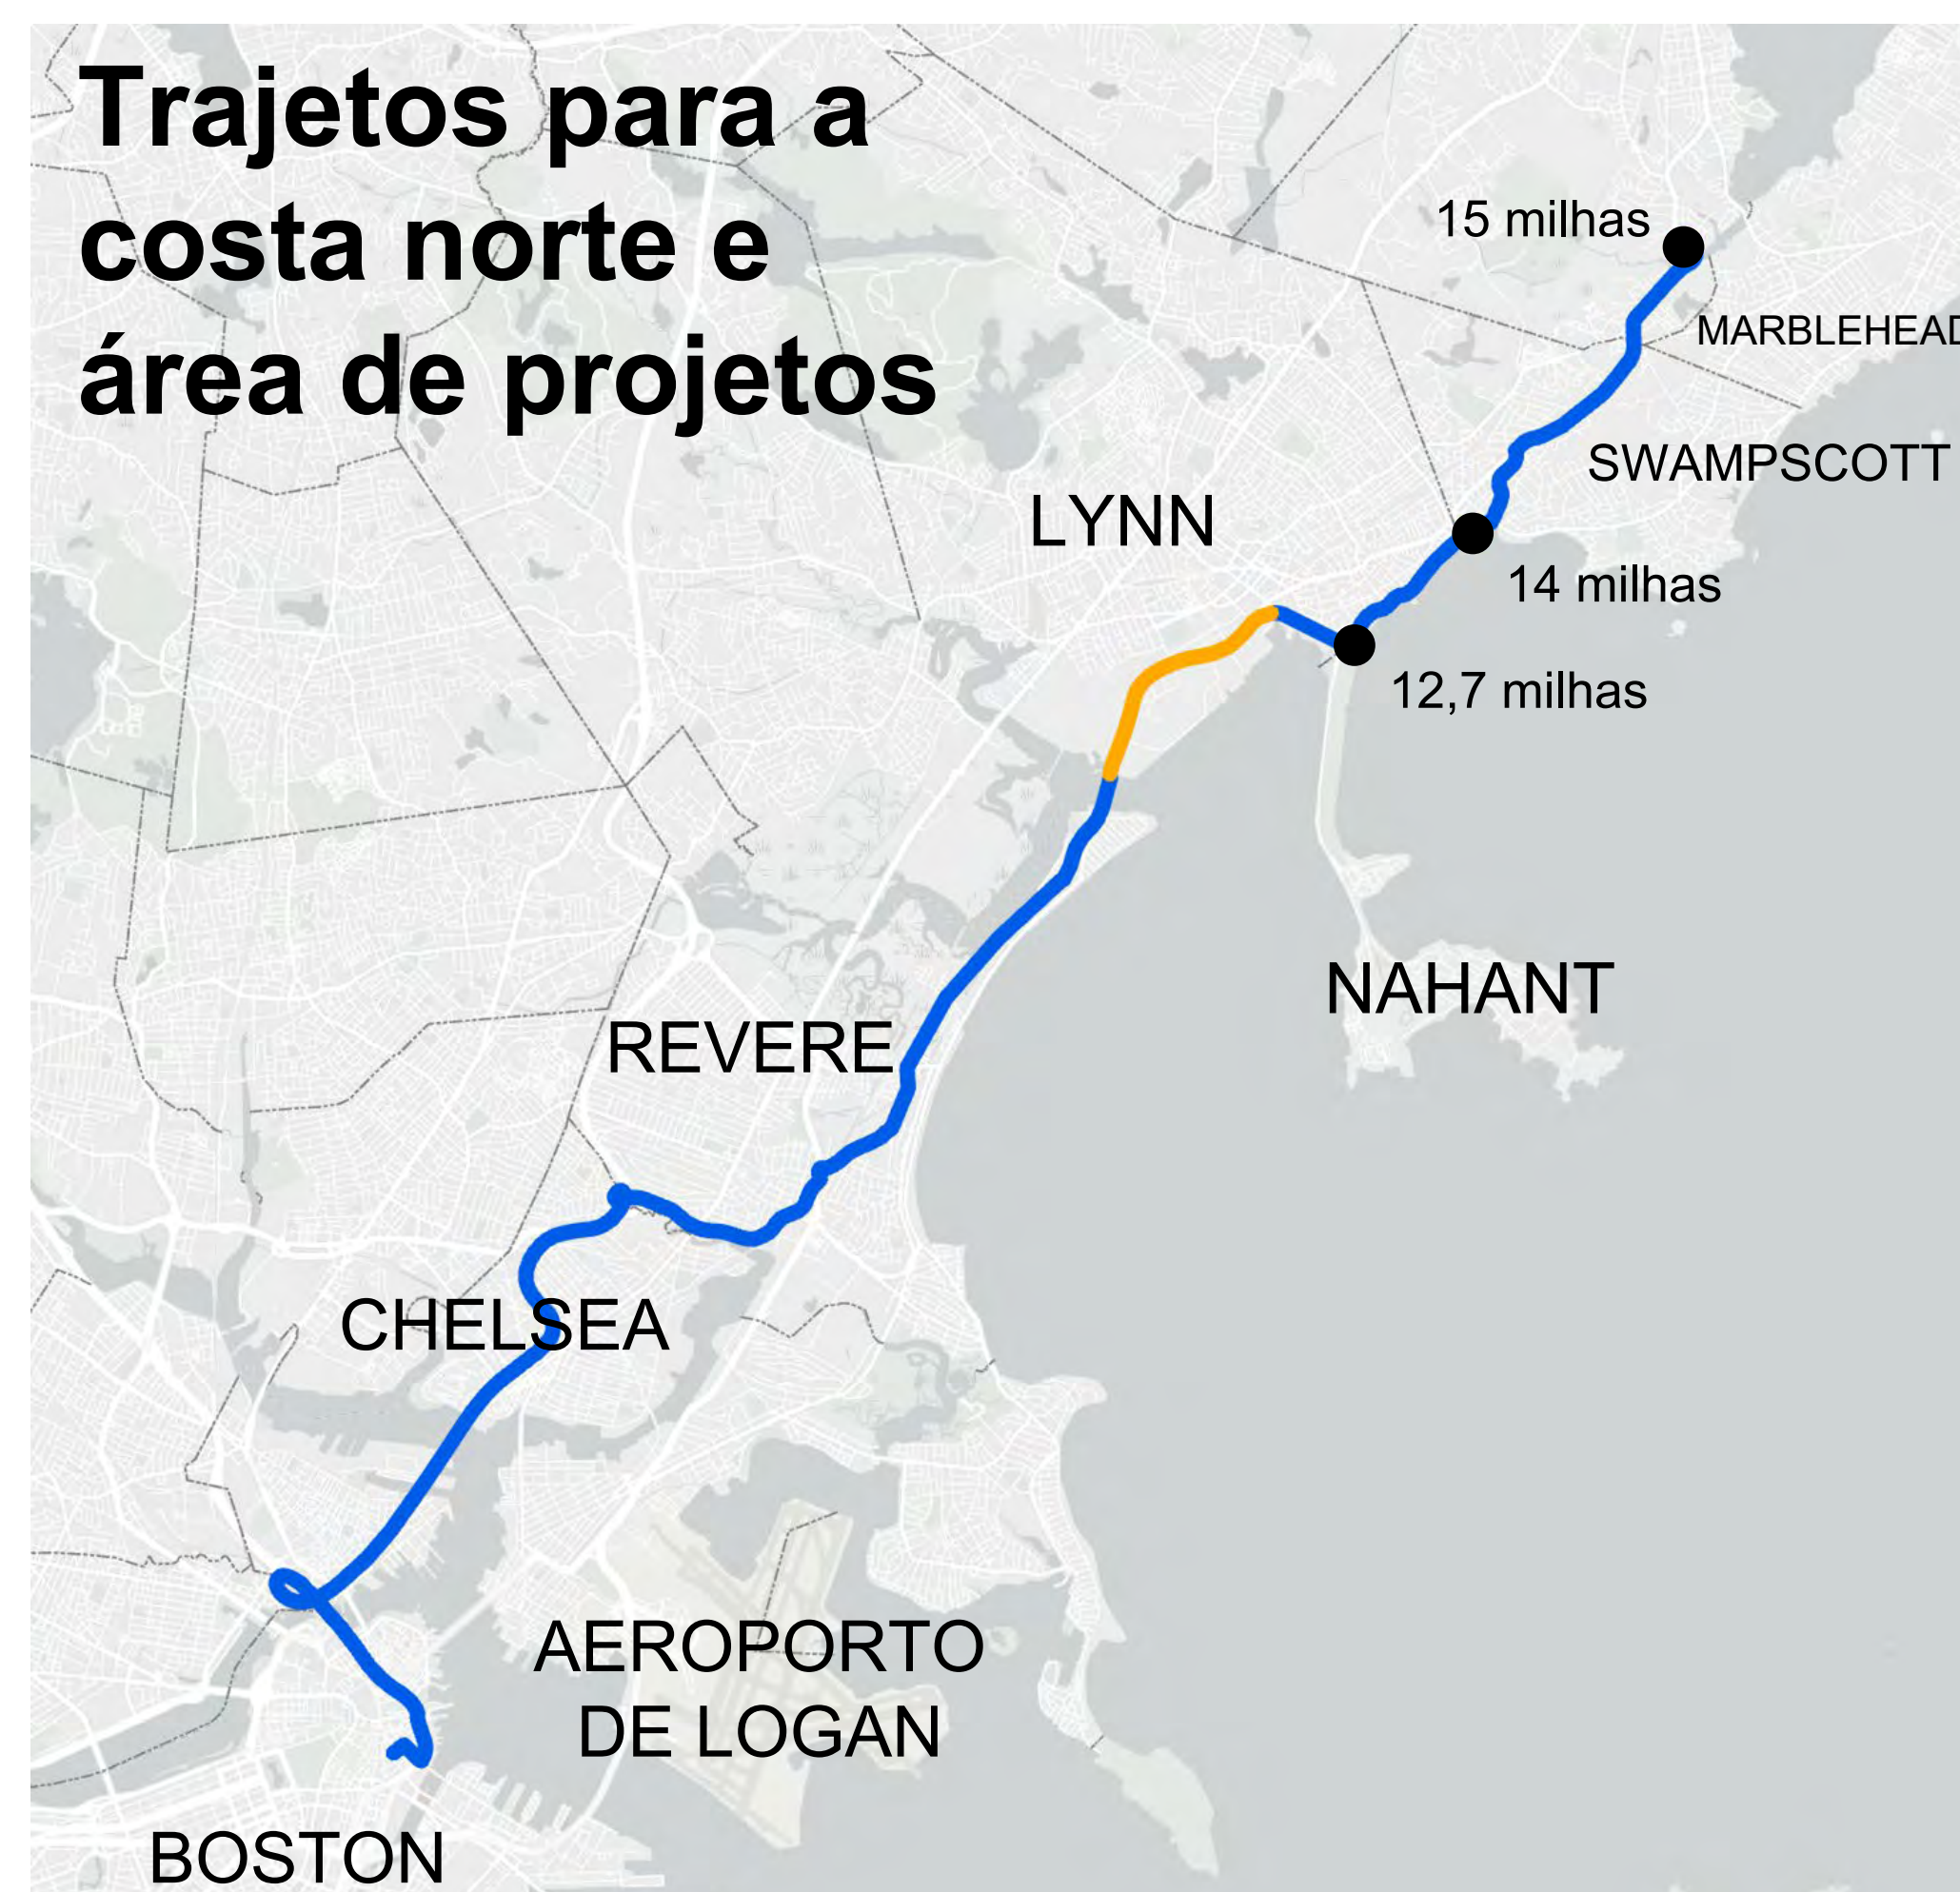 Trajetos para a
costa norte e
área de projetos
15 milhas
MARBLEHEAD
SWAMPSCOTT
LYNN
14 milhas
12,7 milhas
NAHANT
REVERE
CHELSEA
AEROPORTO
DE LOGAN
BOSTON